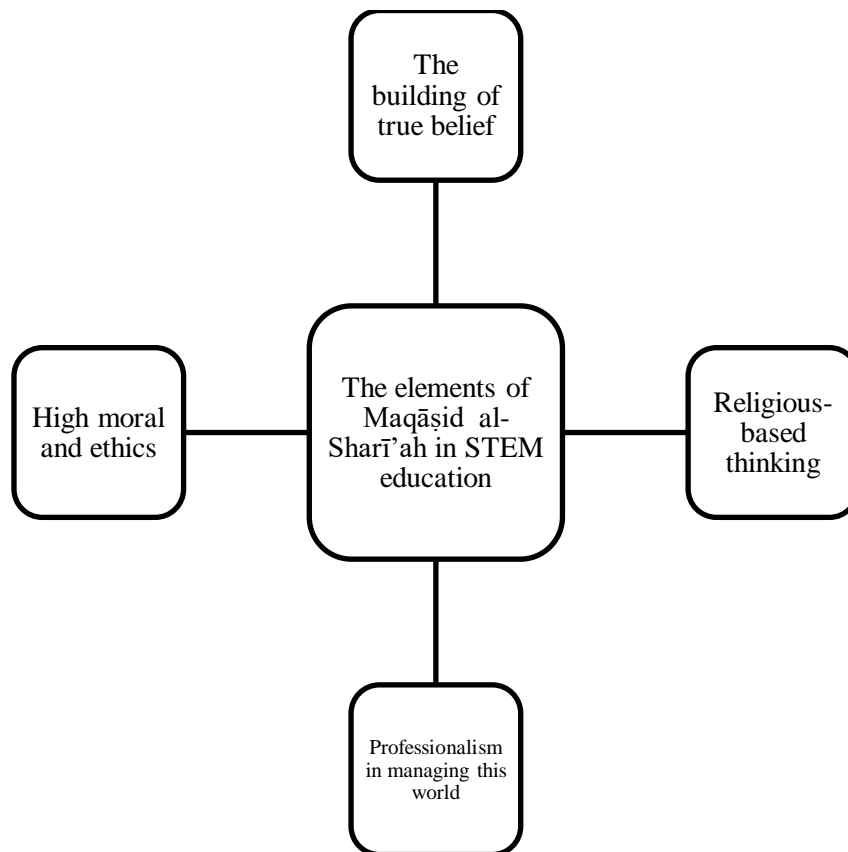 The
building of
true belief
High moral
and ethics
The elements of
Maqāṣid al-
Sharī’ah in STEM
education
Religious-
based
thinking
Professionalism
in managing this
world